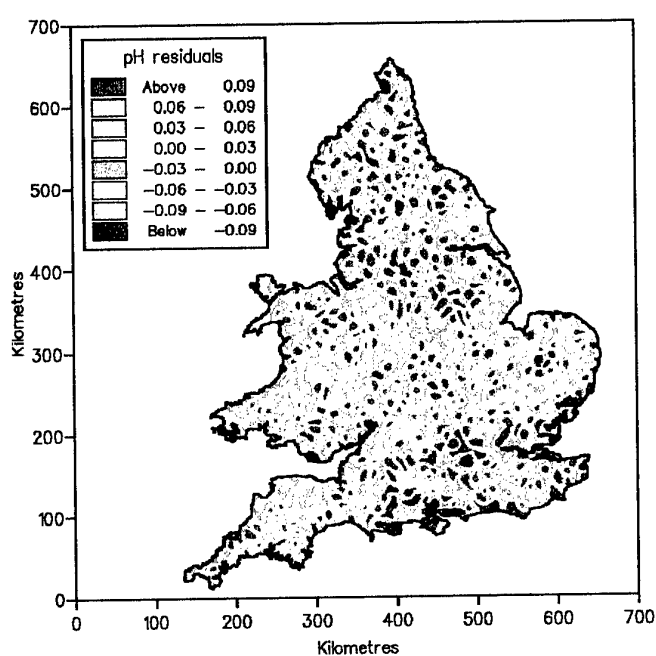 700
600
500
400
300
200
100
0
Kilometres
pH residuals
Above 0.09
0.06 – 0.09
0.03 – 0.06
0.00 – 0.03
-0.03 – 0.00
-0.06 – -0.03
-0.09 – -0.06
Below -0.09
0 100 200 300 400 500 600 700
Kilometres